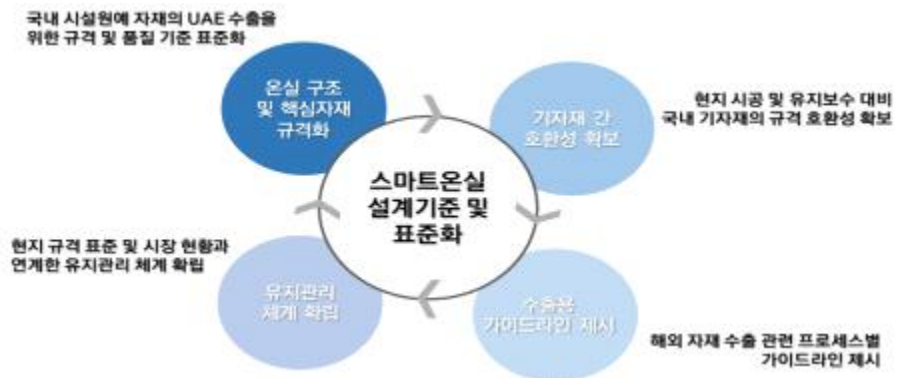 국내 시설원예 자재의 UAE 수출을
위한 규격 및 품질 기준 표준화
온실 구조
및 핵심자재
규격화
기자재 간
호환성 확보
현지 시공 및 유지보수 대비
국내 기자재의 규격 호환성 확보
스마트온실
설계기준 및
표준화
현지 규격 표준 및 시장 현황과
연계한 유지관리 체계 확립
유지관리
체계 확립
수출용
가이드라인 제시
해외 자재 수출 관련 프로세스별
가이드라인 제시